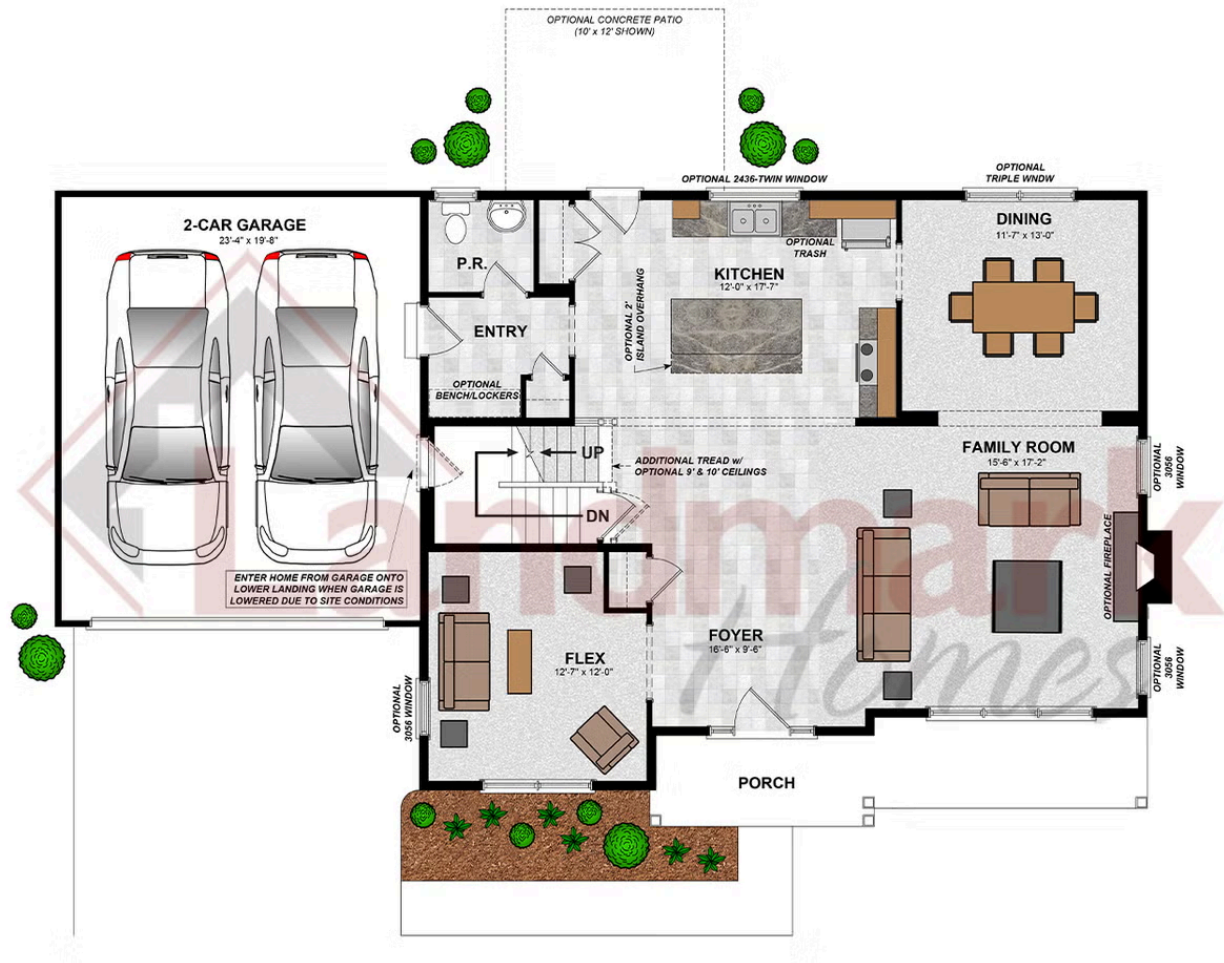 OPTIONAL CONCRETE PATIO
(10' x 12' SHOWN)
OPTIONAL 2436-TWIN WINDOW
OPTIONAL
TRIPLE WNDW
2-CAR GARAGE
23'-4" x 19'-8"
P.R.
OPTIONAL
TRASH
DINING
11'-7" x 13'-0"
KITCHEN
12'-0" x 17'-7"
OPTIONAL 2'
ISLAND OVERHANG
ENTRY
OPTIONAL
BENCH/LOCKERS
UP
DN
ADDITIONAL TREAD w/
OPTIONAL 9' & 10' CEILINGS
FAMILY ROOM
15'-6" x 17'-2"
OPTIONAL
3056
WINDOW
Landmark
Homes
OPTIONAL FIREPLACE
ENTER HOME FROM GARAGE ONTO
LOWER LANDING WHEN GARAGE IS
LOWERED DUE TO SITE CONDITIONS
FOYER
16'-6" x 9'-6"
FLEX
12'-7" x 12'-0"
OPTIONAL
3056 WINDOW
OPTIONAL
3056
WINDOW
PORCH